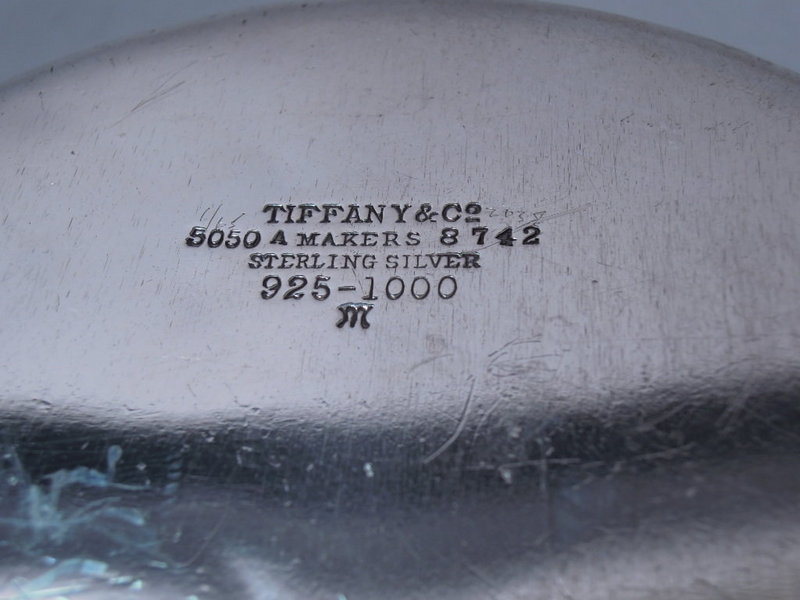 TIFFANY & Cº
5050 A MAKERS 8742
STERLING SILVER
925-1000
M